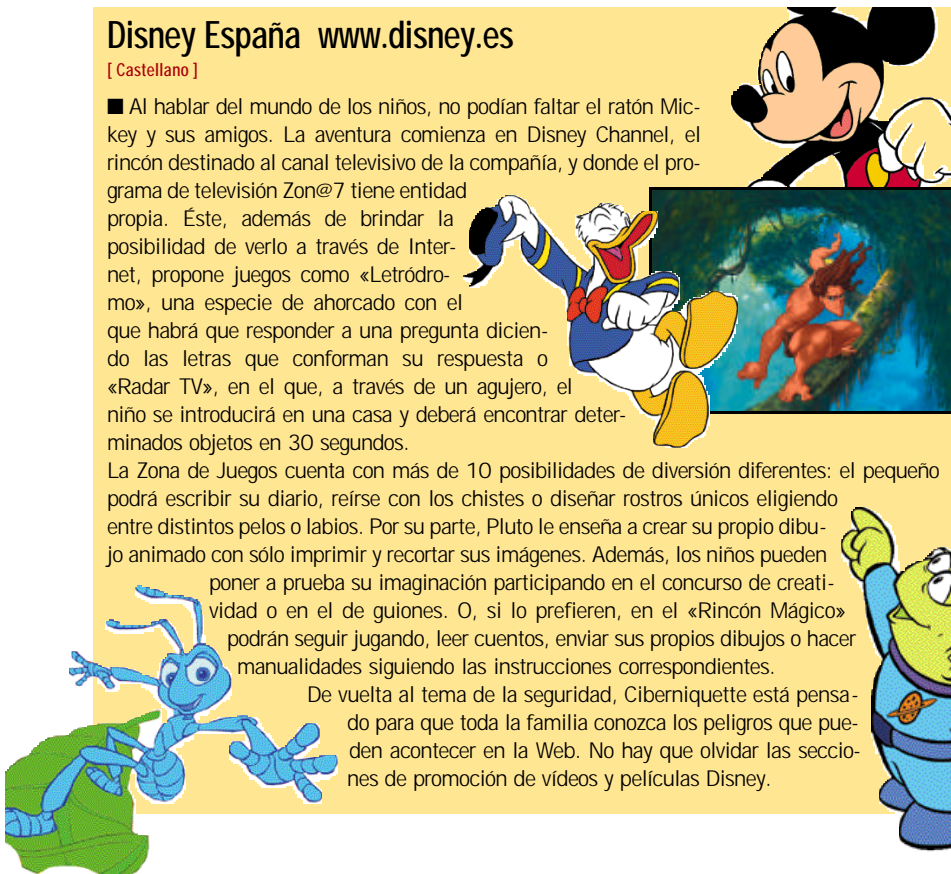 Disney España www.disney.es
[ Castellano ]
■ Al hablar del mundo de los niños, no podían faltar el ratón Mic-
key y sus amigos. La aventura comienza en Disney Channel, el
rincón destinado al canal televisivo de la compañía, y donde el pro-
grama de televisión Zon@7 tiene entidad
propia. Éste, además de brindar la
posibilidad de verlo a través de Inter-
net, propone juegos como «Letródro-
mo», una especie de ahorcado con el
que habrá que responder a una pregunta dicien-
do las letras que conforman su respuesta o
«Radar TV», en el que, a través de un agujero, el
niño se introducirá en una casa y deberá encontrar deter-
minados objetos en 30 segundos.
La Zona de Juegos cuenta con más de 10 posibilidades de diversión diferentes: el pequeño
podrá escribir su diario, reírse con los chistes o diseñar rostros únicos eligiendo
entre distintos pelos o labios. Por su parte, Pluto le enseña a crear su propio dibu-
jo animado con sólo imprimir y recortar sus imágenes. Además, los niños pueden
poner a prueba su imaginación participando en el concurso de creati-
vidad o en el de guiones. O, si lo prefieren, en el «Rincón Mágico»
podrán seguir jugando, leer cuentos, enviar sus propios dibujos o hacer
manualidades siguiendo las instrucciones correspondientes.
De vuelta al tema de la seguridad, Ciberniquette está pensa-
do para que toda la familia conozca los peligros que pue-
den acontecer en la Web. No hay que olvidar las seccio-
nes de promoción de vídeos y películas Disney.